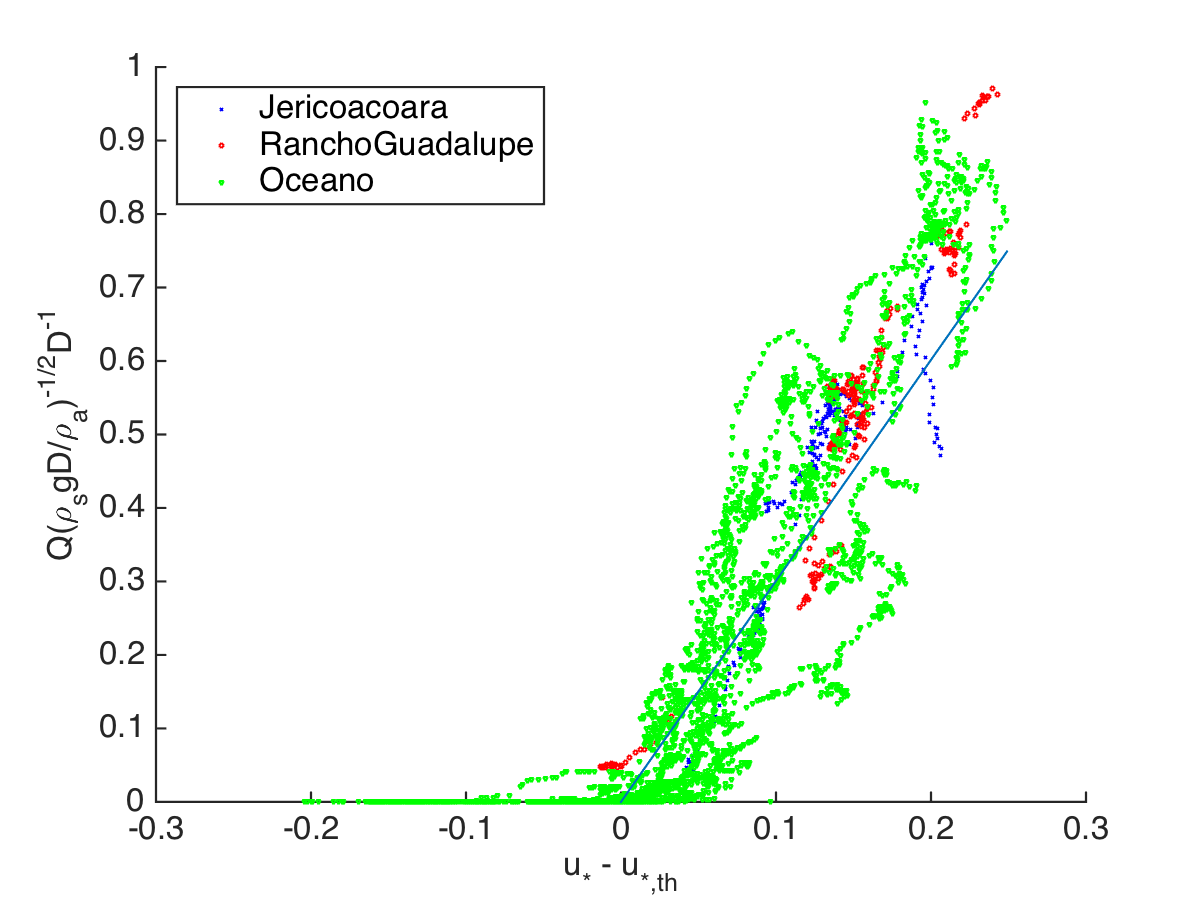 1
0.9
0.8
0.7
0.6
0.5
0.4
0.3
0.2
0.1
0
Q(ρsgD/ρa)-1/2D-1
Jericoacoara
RanchoGuadalupe
Oceano
-0.3 -0.2 -0.1 0 0.1 0.2 0.3
u* - u*,th